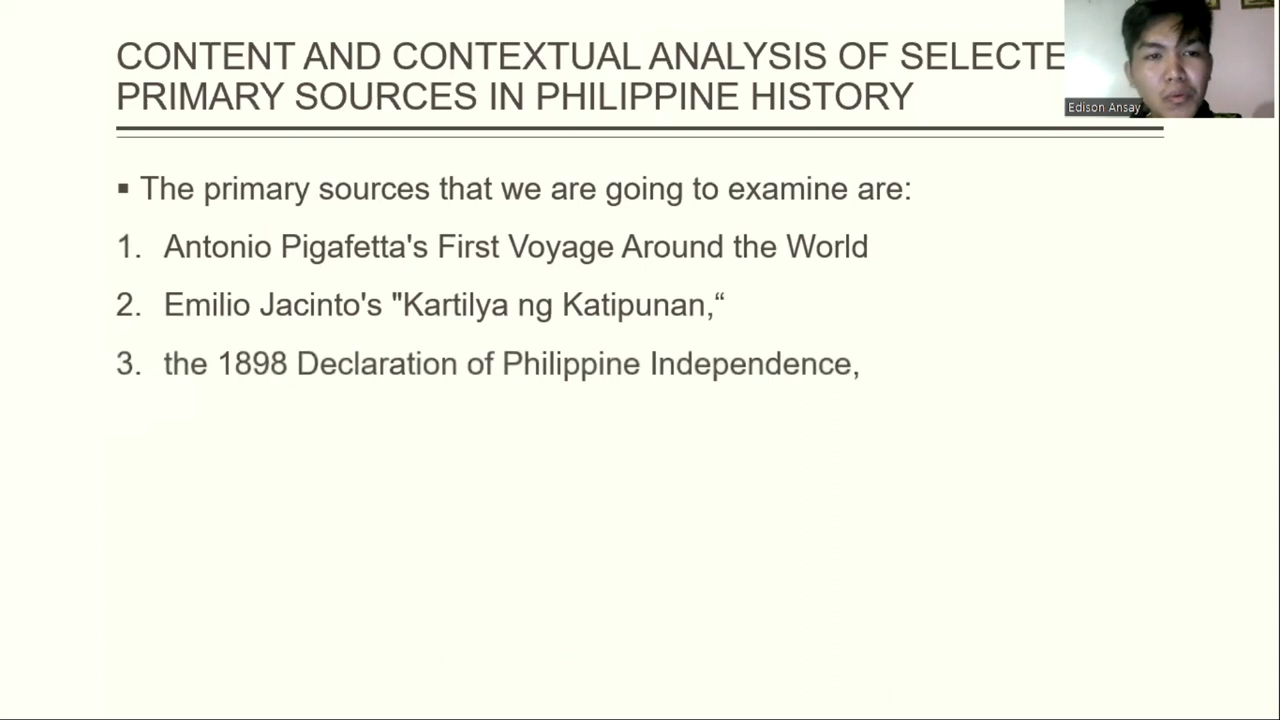 CONTENT AND CONTEXTUAL ANALYSIS OF SELECTE
PRIMARY SOURCES IN PHILIPPINE HISTORY
Edison Ansay
▪ The primary sources that we are going to examine are:
1. Antonio Pigafetta's First Voyage Around the World
2. Emilio Jacinto's "Kartilya ng Katipunan,“
3. the 1898 Declaration of Philippine Independence,